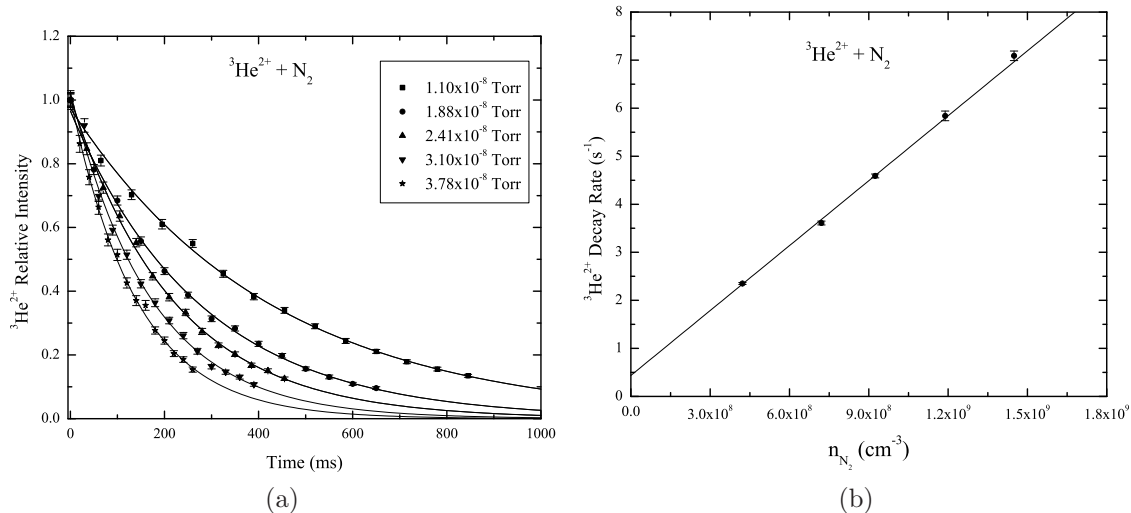 (a)
1.2
1.0
0.8
0.6
0.4
0.2
0.0
³He²⁺ Relative Intensity
³He²⁺ + N₂
1.10x10⁻⁸ Torr
1.88x10⁻⁸ Torr
2.41x10⁻⁸ Torr
3.10x10⁻⁸ Torr
3.78x10⁻⁸ Torr
0 200 400 600 800 1000
Time (ms)
(b)
8
7
6
5
4
3
2
1
0
³He²⁺ Decay Rate (s⁻¹)
³He²⁺ + N₂
0.0 3.0x10⁸ 6.0x10⁸ 9.0x10⁸ 1.2x10⁹ 1.5x10⁹ 1.8x10⁹
n_N₂ (cm⁻³)
(a)
(b)